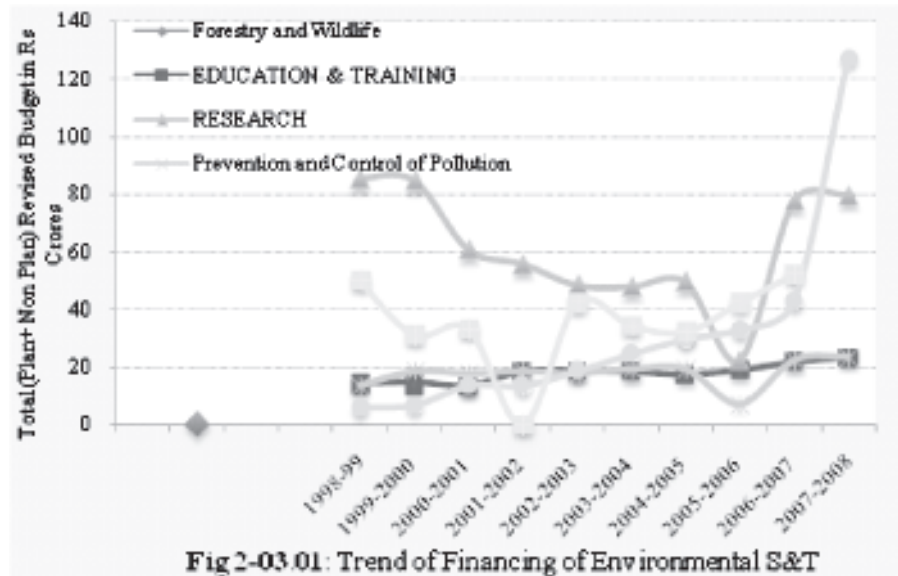 140
120
100
80
60
40
20
0
Total(Plan+ Non Plan) Revised Budget in Rs
Crores
Forestry and Wildlife
EDUCATION & TRAINING
RESEARCH
Prevention and Control of Pollution
1998-99
1999-2000
2000-2001
2001-2002
2002-2003
2003-2004
2004-2005
2005-2006
2006-2007
2007-2008
Fig 2-03.01: Trend of Financing of Environmental S&T